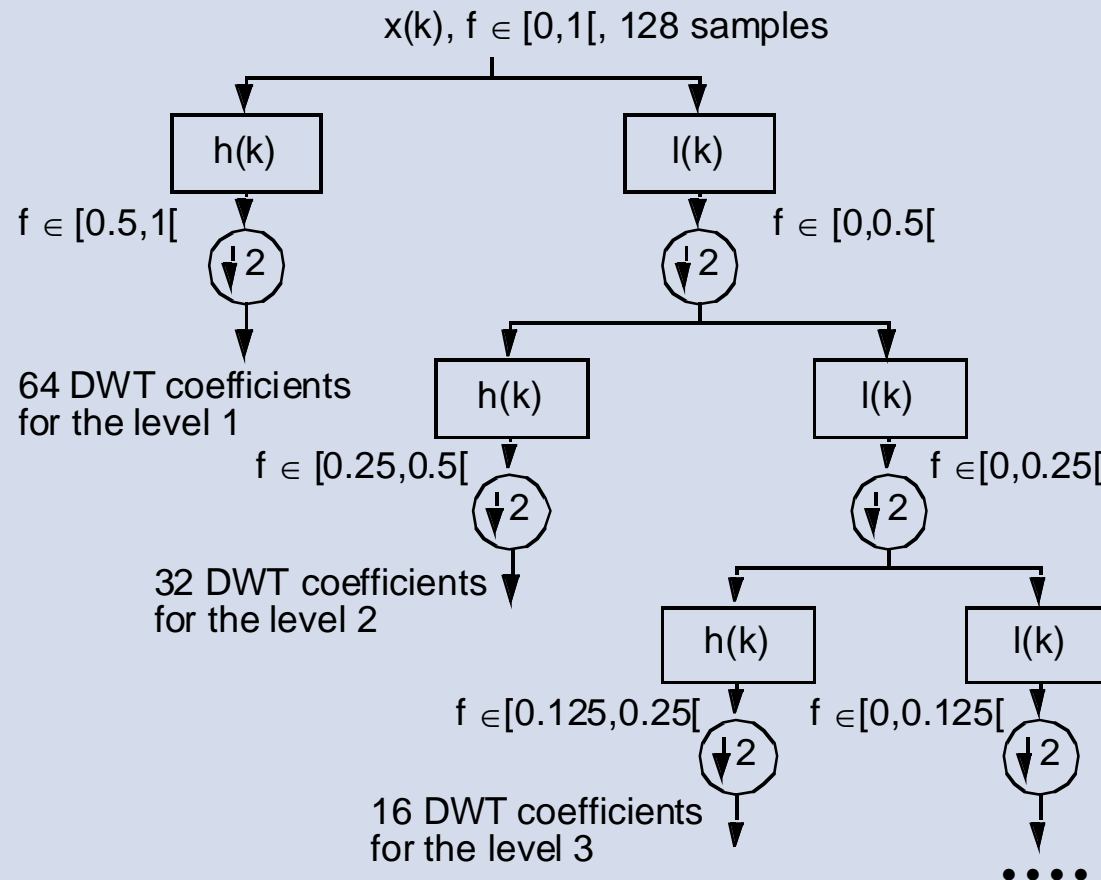 x(k), f ∈ [0,1[, 128 samples
h(k)
l(k)
f ∈ [0.5,1[
f ∈ [0,0.5[
2
2
64 DWT coefficients
for the level 1
h(k)
l(k)
f ∈ [0.25,0.5[
f ∈[0,0.25[
2
2
32 DWT coefficients
for the level 2
h(k)
l(k)
f ∈[0.125,0.25[
f ∈[0,0.125[
2
2
16 DWT coefficients
for the level 3
••••